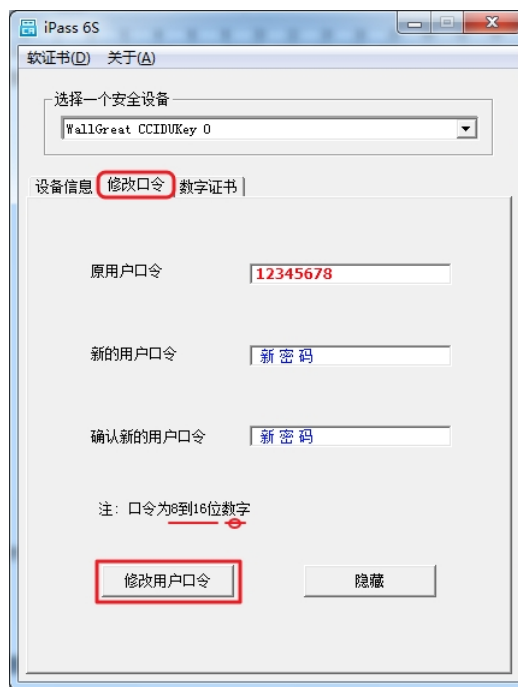 iPass 6S
软证书(D) 关于(A)
选择一个安全设备
WallGreat CCIDUKey 0
设备信息 修改口令 数字证书
原用户口令 12345678
新的用户口令 新密码
确认新的用户口令 新密码
注: 口令为8到16位数字
修改用户口令 隐藏